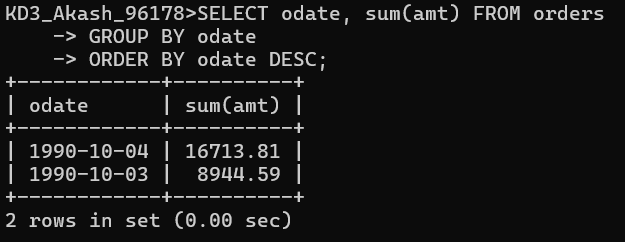 KD3_Akash_96178>SELECT odate, sum(amt) FROM orders
    -> GROUP BY odate
    -> ORDER BY odate DESC;
+------------+----------+
| odate      | sum(amt) |
+------------+----------+
| 1990-10-04 | 16713.81 |
| 1990-10-03 |  8944.59 |
+------------+----------+
2 rows in set (0.00 sec)